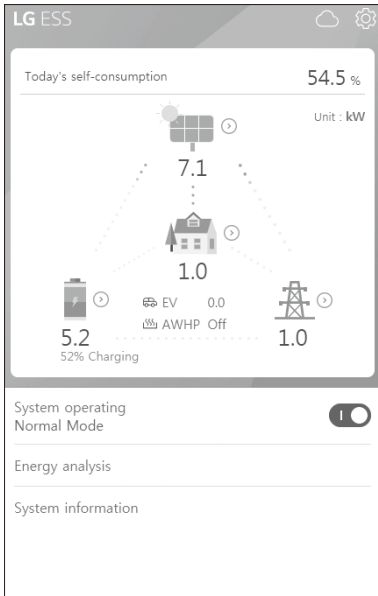 LG ESS
Today's self-consumption 54.5 %
Unit : kW
7.1
1.0
EV 0.0
AWHP Off
5.2
52% Charging
1.0
System operating
Normal Mode
Energy analysis
System information